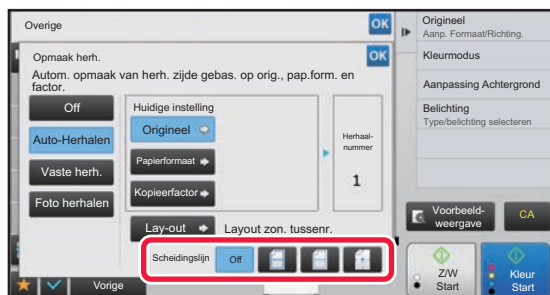 Overige
OK
Opmaak herh.
OK
Autom. opmaak van herh. zijde gebas. op orig., pap.form. en
factor.
Off
Auto-Herhalen
Vaste herh.
Foto herhalen
Huidige instelling
Origineel
Papierformaat
Kopieerfactor
Herhaal-
nummer
1
Lay-out
Layout zon. tussenr.
Scheidingslijn
Off
Vorige
Origineel
Aanp. Formaat/Richting.
Kleurmodus
Aanpassing Achtergrond
Belichting
Type/belichting selecteren
Voorbeeld-
weergave
CA
Z/W
Start
Kleur
Start